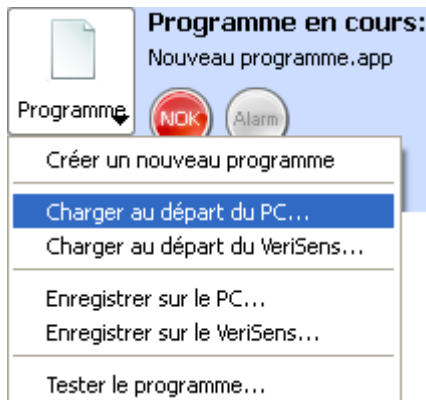 Programme en cours:
Nouveau programme.app
Programme
NOK
Alarm
Créer un nouveau programme
Charger au départ du PC...
Charger au départ du VeriSens...
Enregistrer sur le PC...
Enregistrer sur le VeriSens...
Tester le programme...